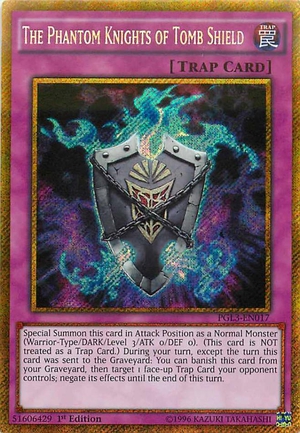 The Phantom Knights of Tomb Shield
TRAP
罠
[Trap Card]
PGL3-EN017
Special Summon this card in Attack Position as a Normal Monster
(Warrior-Type/DARK/Level 3/ATK 0/DEF 0). (This card is
NOT treated as a Trap Card.) During your turn, except the turn this
card was sent to the Graveyard: You can banish this card from
your Graveyard, then target 1 face-up Trap Card your opponent
controls; negate its effects until the end of this turn.
51606429 1st Edition ©1996 KAZUKI TAKAHASHI